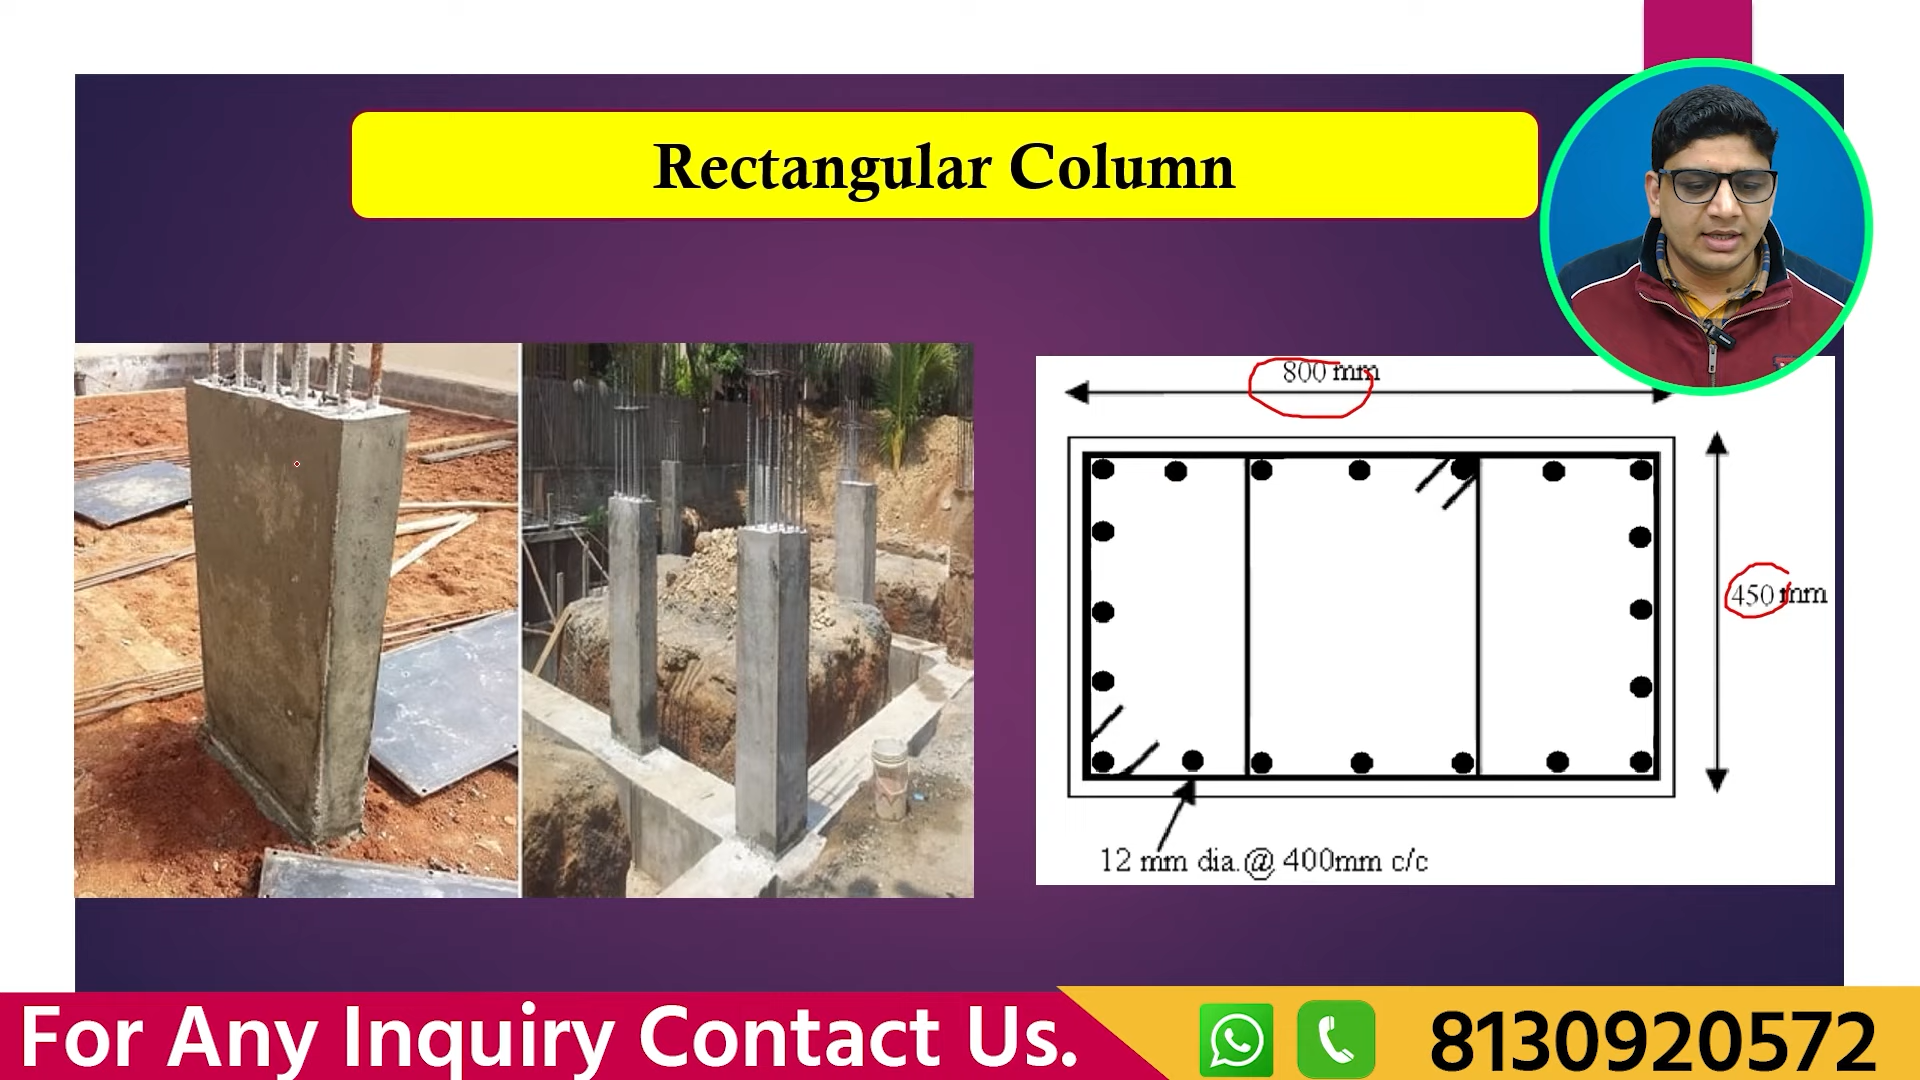 Rectangular Column
800 mm
450 mm
12 mm dia.@ 400mm c/c
For Any Inquiry Contact Us.
8130920572